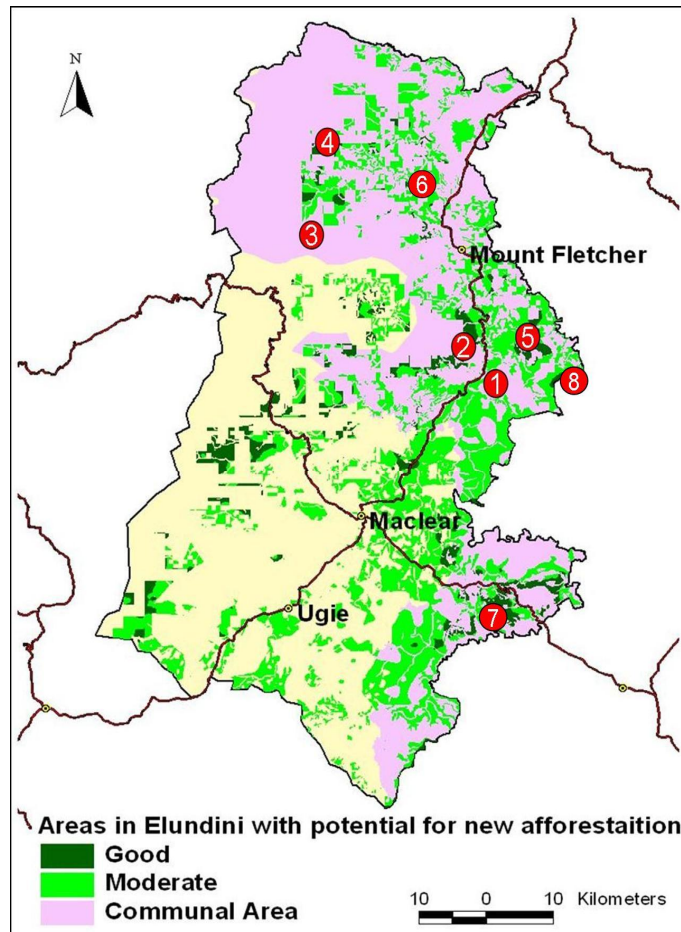 N
4
6
3
Mount Fletcher
2
5
1
8
Maclear
7
Ugie
Areas in Elundini with potential for new afforestaition
Good
Moderate
Communal Area
10 0 10 Kilometers